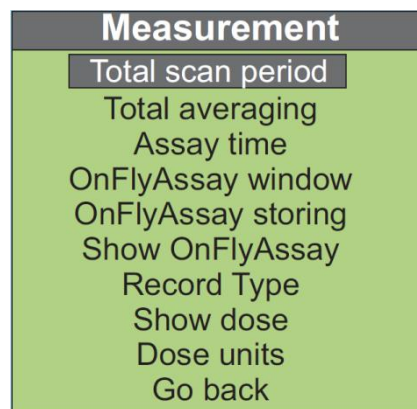 Measurement
Total scan period
Total averaging
Assay time
OnFlyAssay window
OnFlyAssay storing
Show OnFlyAssay
Record Type
Show dose
Dose units
Go back